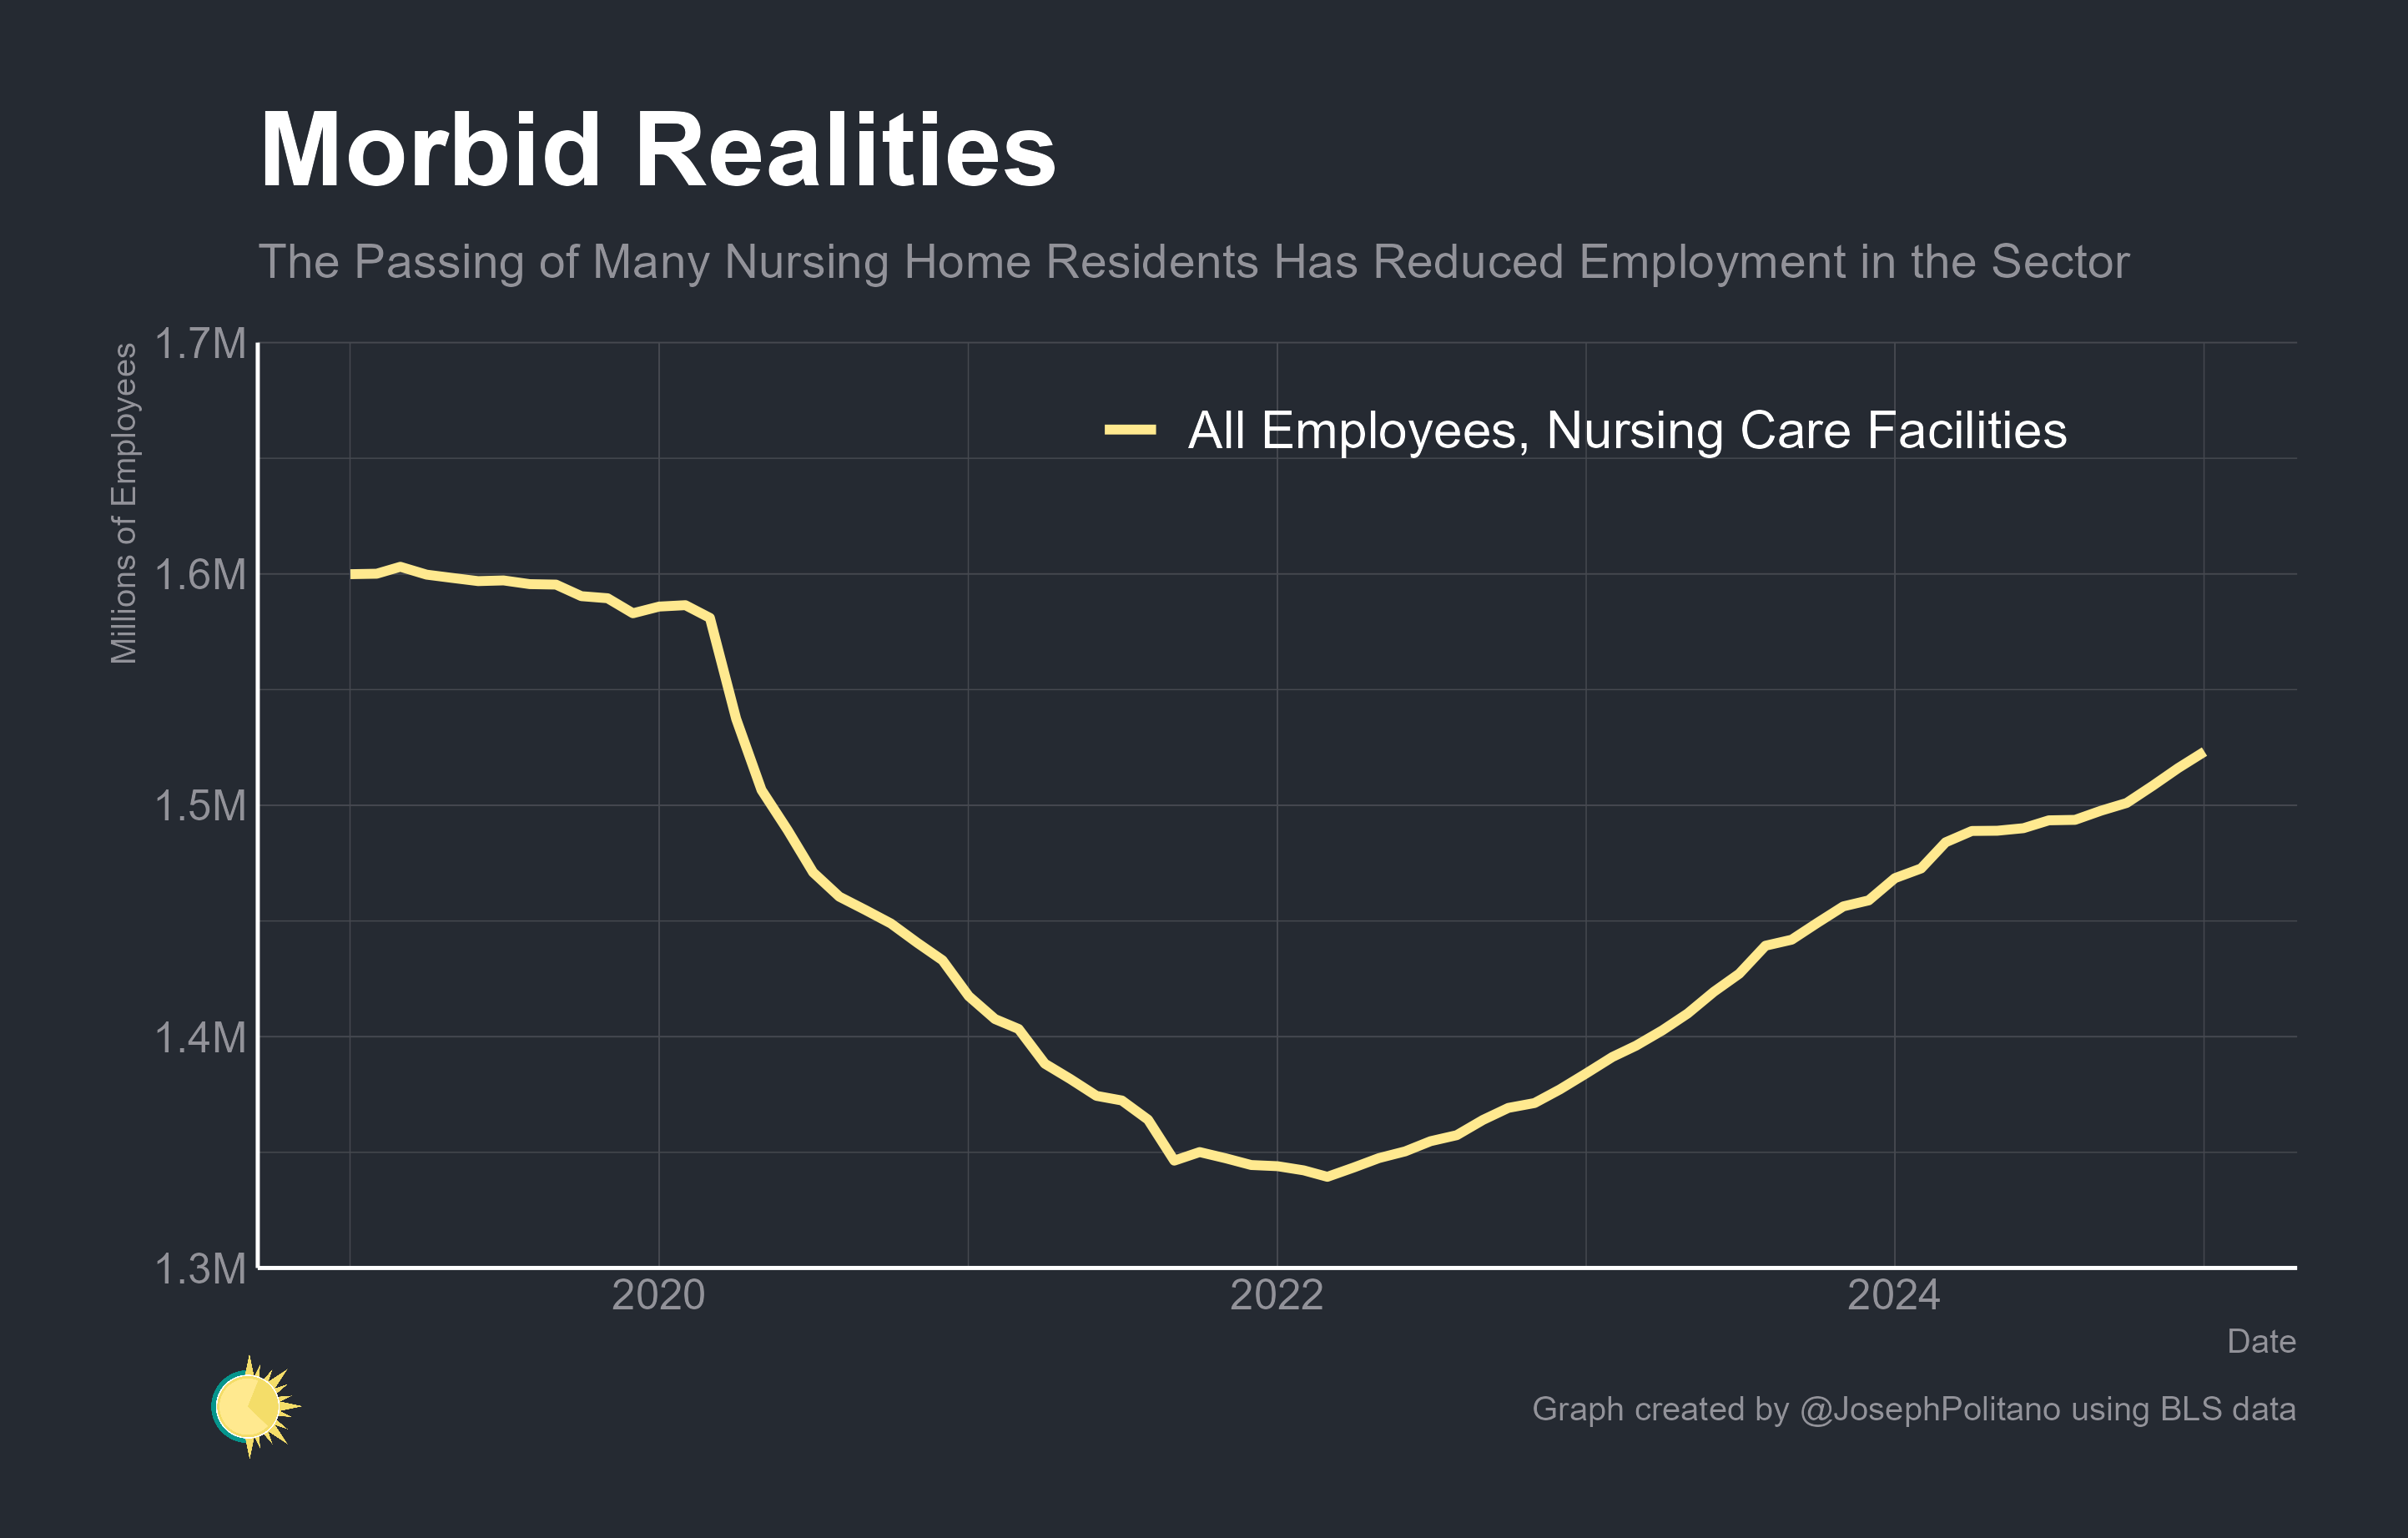 Morbid Realities
The Passing of Many Nursing Home Residents Has Reduced Employment in the Sector
Millions of Employees
1.7M
1.6M
1.5M
1.4M
1.3M
All Employees, Nursing Care Facilities
2020
2022
2024
Date
Graph created by @JosephPolitano using BLS data